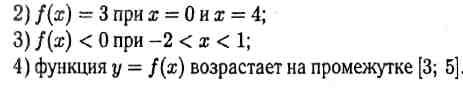 2) f(x) = 3 при x = 0 и x = 4;
3) f(x) < 0 при −2 < x < 1;
4) функция y = f(x) возрастает на промежутке [3; 5].